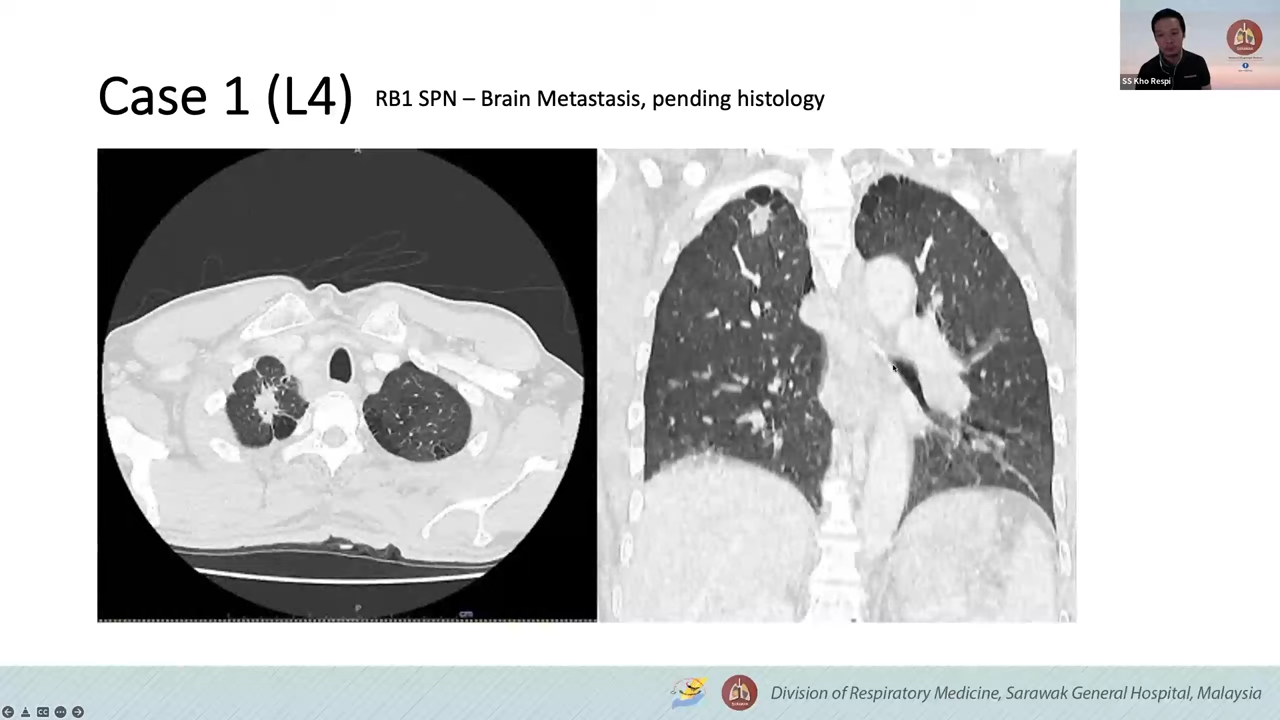 Case 1 (L4)
RB1 SPN – Brain Metastasis, pending histology
SS Kho Respi
A
P
cm
Division of Respiratory Medicine, Sarawak General Hospital, Malaysia